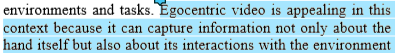 environments and tasks. Egocentric video is appealing in this
context because it can capture information not only about the
hand itself but also about its interactions with the environment